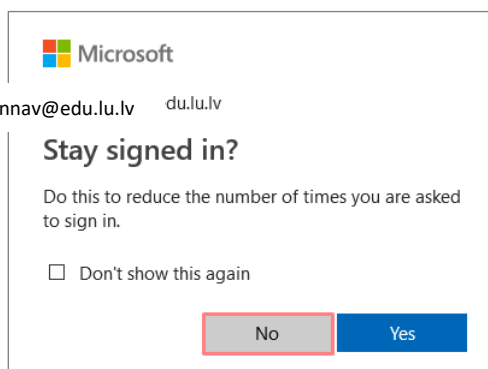 Microsoft
nnav@edu.lu.lv du.lu.lv
Stay signed in?
Do this to reduce the number of times you are asked
to sign in.
Don't show this again
No Yes